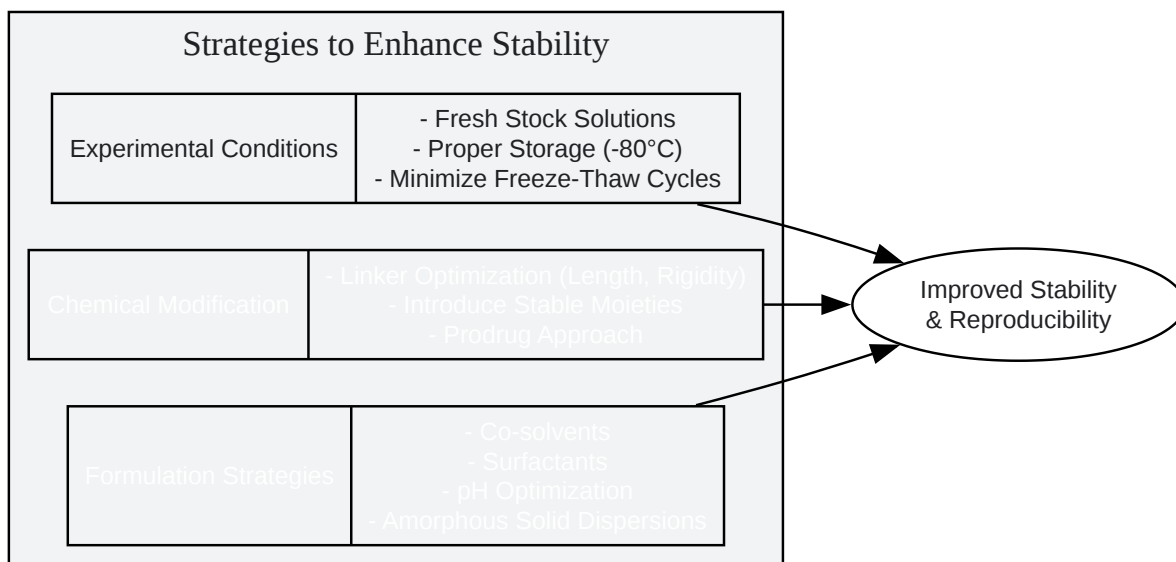 Strategies to Enhance Stability
Experimental Conditions
- Fresh Stock Solutions
- Proper Storage (-80°C)
- Minimize Freeze-Thaw Cycles
Chemical Modification
- Linker Optimization (Length, Rigidity)
- Introduce Stable Moieties
- Prodrug Approach
Formulation Strategies
- Co-solvents
- Surfactants
- pH Optimization
- Amorphous Solid Dispersions
Improved Stability
& Reproducibility